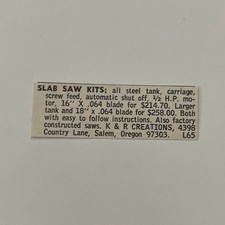 SLAB SAW KITS: all steel tank, carriage,
screw feed, automatic shut off, ½ H.P. mo-
tor, 16" X .064 blade for $214.70. Larger
tank and 18" x .064 blade for $258.00. Both
with easy to follow instructions. Also factory
constructed saws. K & R CREATIONS, 4398
Country Lane, Salem, Oregon 97303. L65